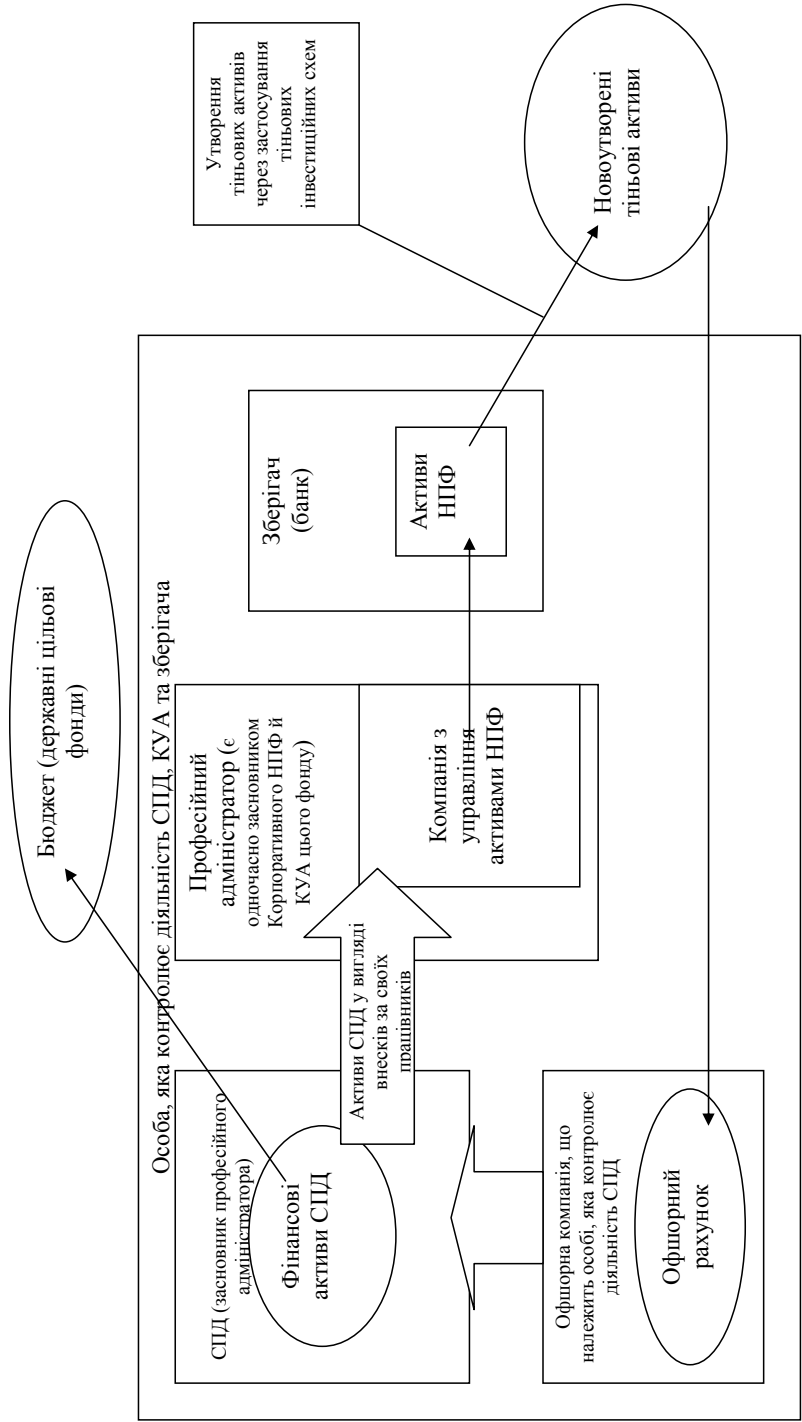 Бюджет (державні цільові
фонди)
Особа, яка контролює діяльність СПД, КУА та зберігача
СПД (засновник професійного
адміністратора)
Фінансові
активи СПД
Активи СПД у вигляді
внесків за своїх
працівників
Професійний
адміністратор (є
одночасно засновником
Корпоративного НПФ й
КУА цього фонду)
Компанія з
управління
активами НПФ
Зберігач
(банк)
Активи
НПФ
Утворення
тіньових активів
через застосування
тіньових
інвестиційних схем
Новоутворені
тіньові активи
Офшорна компанія, що
належить особі, яка контролює
діяльність СПД
Офшорний
рахунок